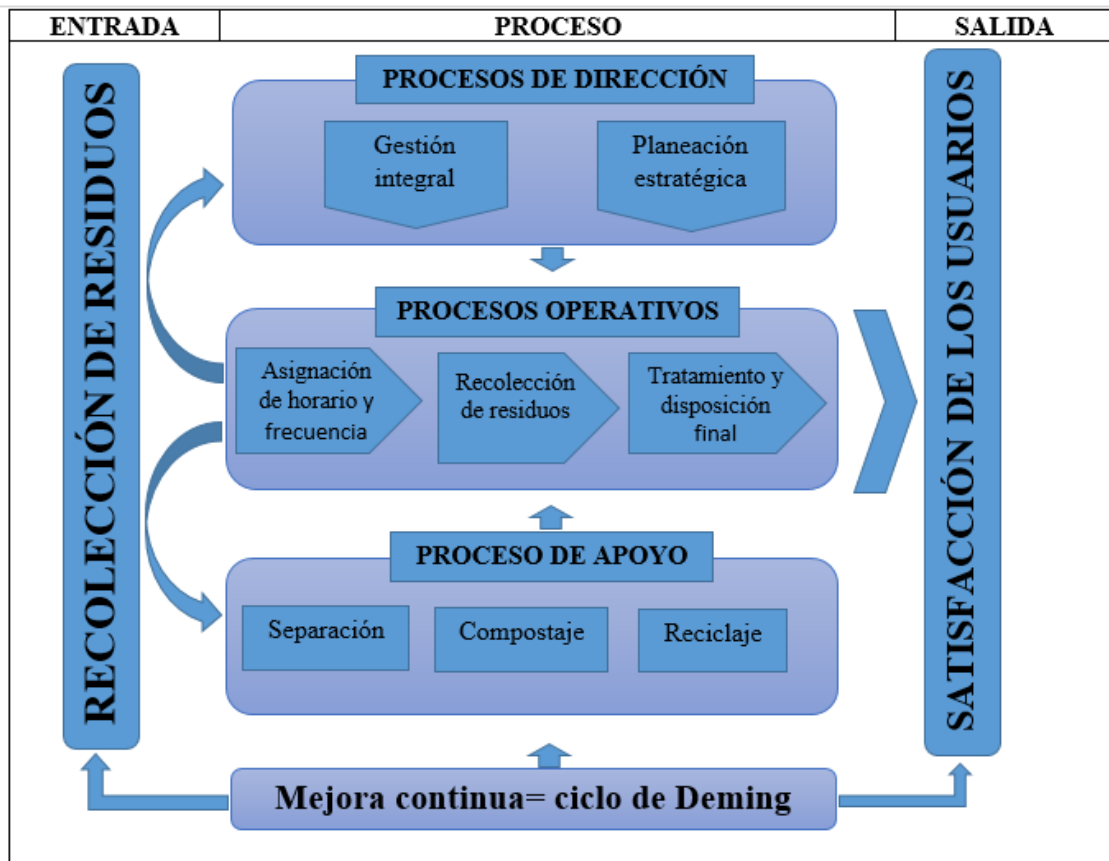 ENTRADA
PROCESO
SALIDA
RECOLECCIÓN DE RESIDUOS
PROCESOS DE DIRECCIÓN
Gestión
integral
Planeación
estratégica
PROCESOS OPERATIVOS
Asignación
de horario y
frecuencia
Recolección
de residuos
Tratamiento y
disposición
final
PROCESO DE APOYO
Separación
Compostaje
Reciclaje
Mejora continua= ciclo de Deming
SATISFACCIÓN DE LOS USUARIOS